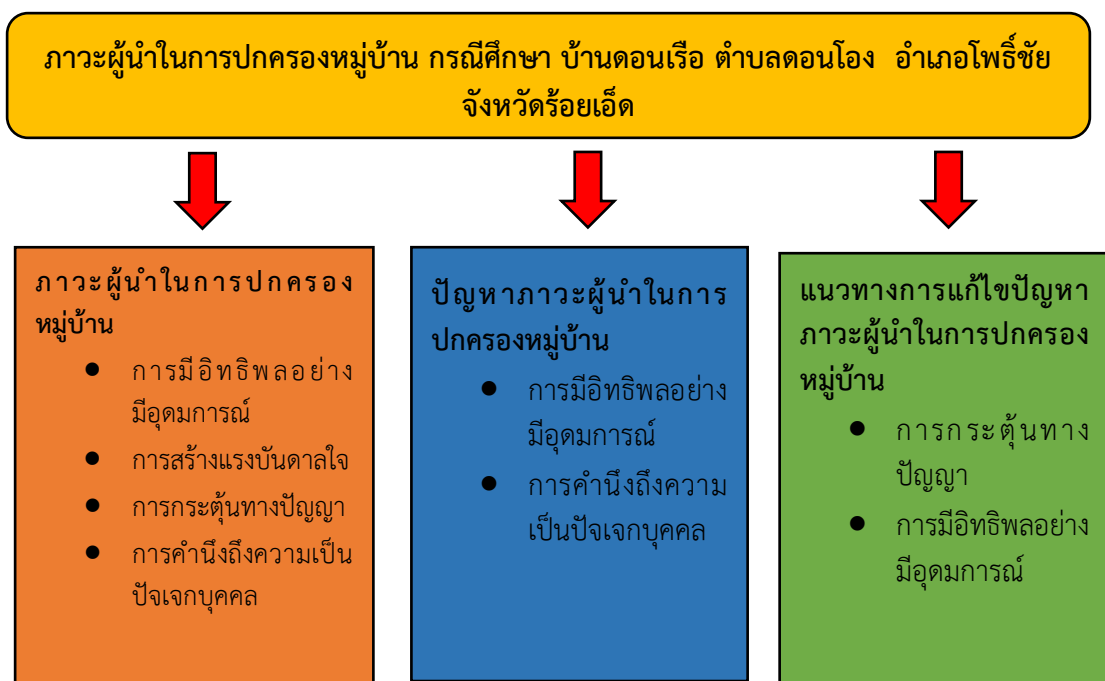 ภาวะผู้นำในการปกครองหมู่บ้าน กรณีศึกษา บ้านดอนเรือ ตำบลดอนโอง อำเภอโพธิ์ชัย
จังหวัดร้อยเอ็ด
ภาวะผู้นำในการปกครอง
หมู่บ้าน
● การมีอิทธิพลอย่าง
มีอุดมการณ์
● การสร้างแรงบันดาลใจ
● การกระตุ้นทางปัญญา
● การคำนึงถึงความเป็น
ปัจเจกบุคคล
ปัญหาภาวะผู้นำในการ
ปกครองหมู่บ้าน
● การมีอิทธิพลอย่าง
มีอุดมการณ์
● การคำนึงถึงความ
เป็นปัจเจกบุคคล
แนวทางการแก้ไขปัญหา
ภาวะผู้นำในการปกครอง
หมู่บ้าน
● การกระตุ้นทาง
ปัญญา
● การมีอิทธิพลอย่าง
มีอุดมการณ์